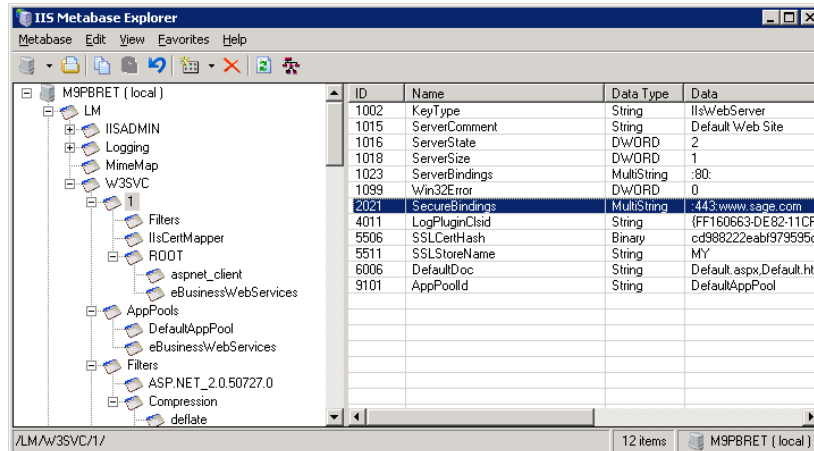 IIS Metabase Explorer
Metabase Edit View Favorites Help
M9PBRET ( local )
LM
IISADMIN
Logging
MimeMap
W3SVC
1
Filters
IIsCertMapper
ROOT
aspnet_client
eBusinessWebServices
AppPools
DefaultAppPool
eBusinessWebServices
Filters
ASP.NET_2.0.50727.0
Compression
deflate
ID Name Data Type Data
1002 KeyType String IIsWebServer
1015 ServerComment String Default Web Site
1016 ServerState DWORD 2
1018 ServerSize DWORD 1
1023 ServerBindings MultiString :80:
1099 Win32Error DWORD 0
2021 SecureBindings MultiString :443:www.sage.com
4011 LogPluginClsid String {FF160663-DE82-11CF
5506 SSLCertHash Binary cd988222eabf979595c
5511 SSLStoreName String MY
6006 DefaultDoc String Default.aspx,Default.ht
9101 AppPoolId String DefaultAppPool
/LM/W3SVC/1/ 12 items M9PBRET ( local )